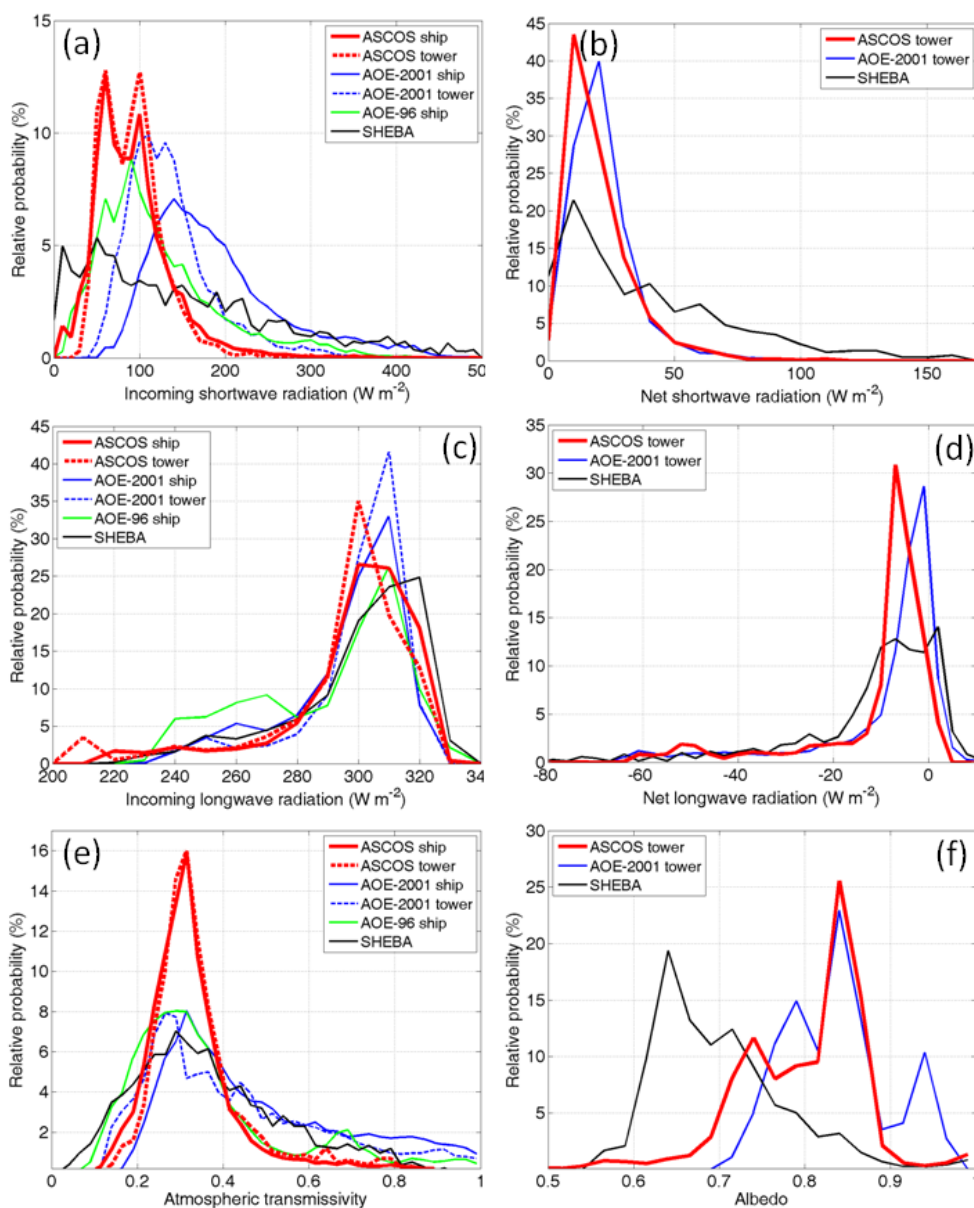 (a)
15
10
5
0
Relative probability (%)
ASCOS ship
ASCOS tower
AOE-2001 ship
AOE-2001 tower
AOE-96 ship
SHEBA
0 100 200 300 400 500
Incoming shortwave radiation (W m-2)
(b)
45
40
35
30
25
20
15
10
5
0
Relative probability (%)
ASCOS tower
AOE-2001 tower
SHEBA
0 50 100 150
Net shortwave radiation (W m-2)
(c)
45
40
35
30
25
20
15
10
5
0
Relative probability (%)
ASCOS ship
ASCOS tower
AOE-2001 ship
AOE-2001 tower
AOE-96 ship
SHEBA
200 220 240 260 280 300 320 340
Incoming longwave radiation (W m-2)
(d)
35
30
25
20
15
10
5
0
Relative probability (%)
ASCOS tower
AOE-2001 tower
SHEBA
-80 -60 -40 -20 0
Net longwave radiation (W m-2)
(e)
16
14
12
10
8
6
4
2
Relative probability (%)
ASCOS ship
ASCOS tower
AOE-2001 ship
AOE-2001 tower
AOE-96 ship
SHEBA
0 0.2 0.4 0.6 0.8 1
Atmospheric transmissivity
(f)
30
25
20
15
10
5
Relative probability (%)
ASCOS tower
AOE-2001 tower
SHEBA
0.5 0.6 0.7 0.8 0.9
Albedo